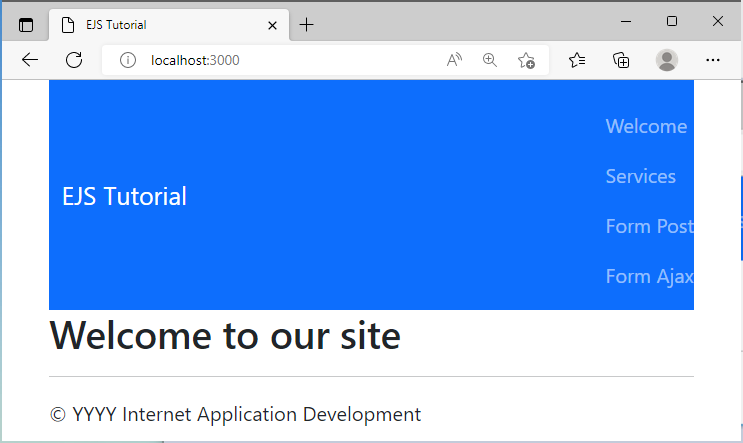 EJS Tutorial
localhost:3000
Welcome
Services
EJS Tutorial
Form Post
Form Ajax
Welcome to our site
© YYYY Internet Application Development